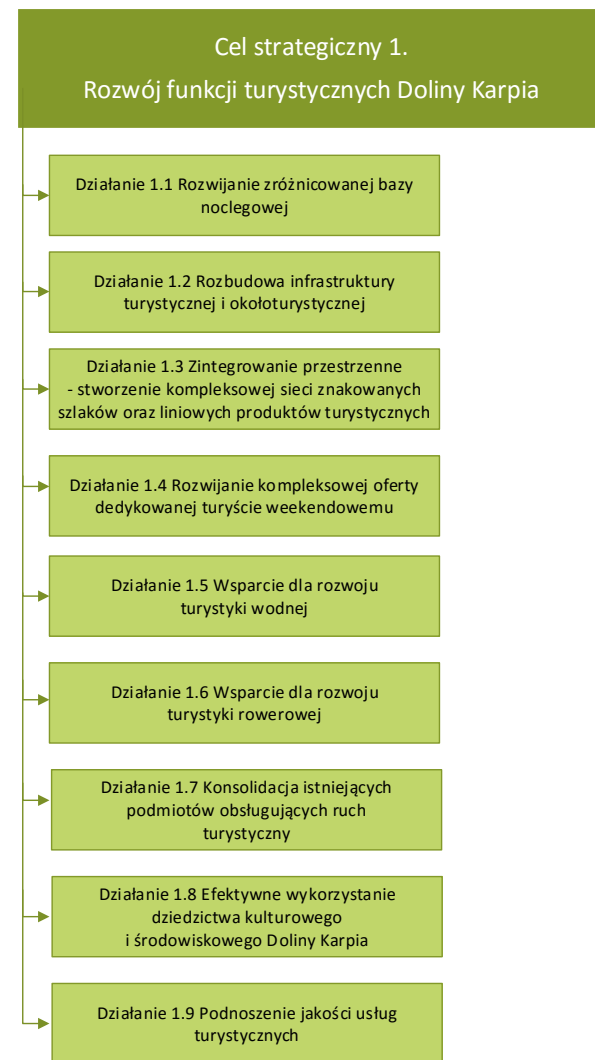 Cel strategiczny 1.
Rozwój funkcji turystycznych Doliny Karpia
Działanie 1.1 Rozwijanie zróżnicowanej bazy
noclegowej
Działanie 1.2 Rozbudowa infrastruktury
turystycznej i okołoturystycznej
Działanie 1.3 Zintegrowanie przestrzenne
- stworzenie kompleksowej sieci znakowanych
szlaków oraz liniowych produktów turystycznych
Działanie 1.4 Rozwijanie kompleksowej oferty
dedykowanej turyście weekendowemu
Działanie 1.5 Wsparcie dla rozwoju
turystyki wodnej
Działanie 1.6 Wsparcie dla rozwoju
turystyki rowerowej
Działanie 1.7 Konsolidacja istniejących
podmiotów obsługujących ruch
turystyczny
Działanie 1.8 Efektywne wykorzystanie
dziedzictwa kulturowego
i środowiskowego Doliny Karpia
Działanie 1.9 Podnoszenie jakości usług
turystycznych